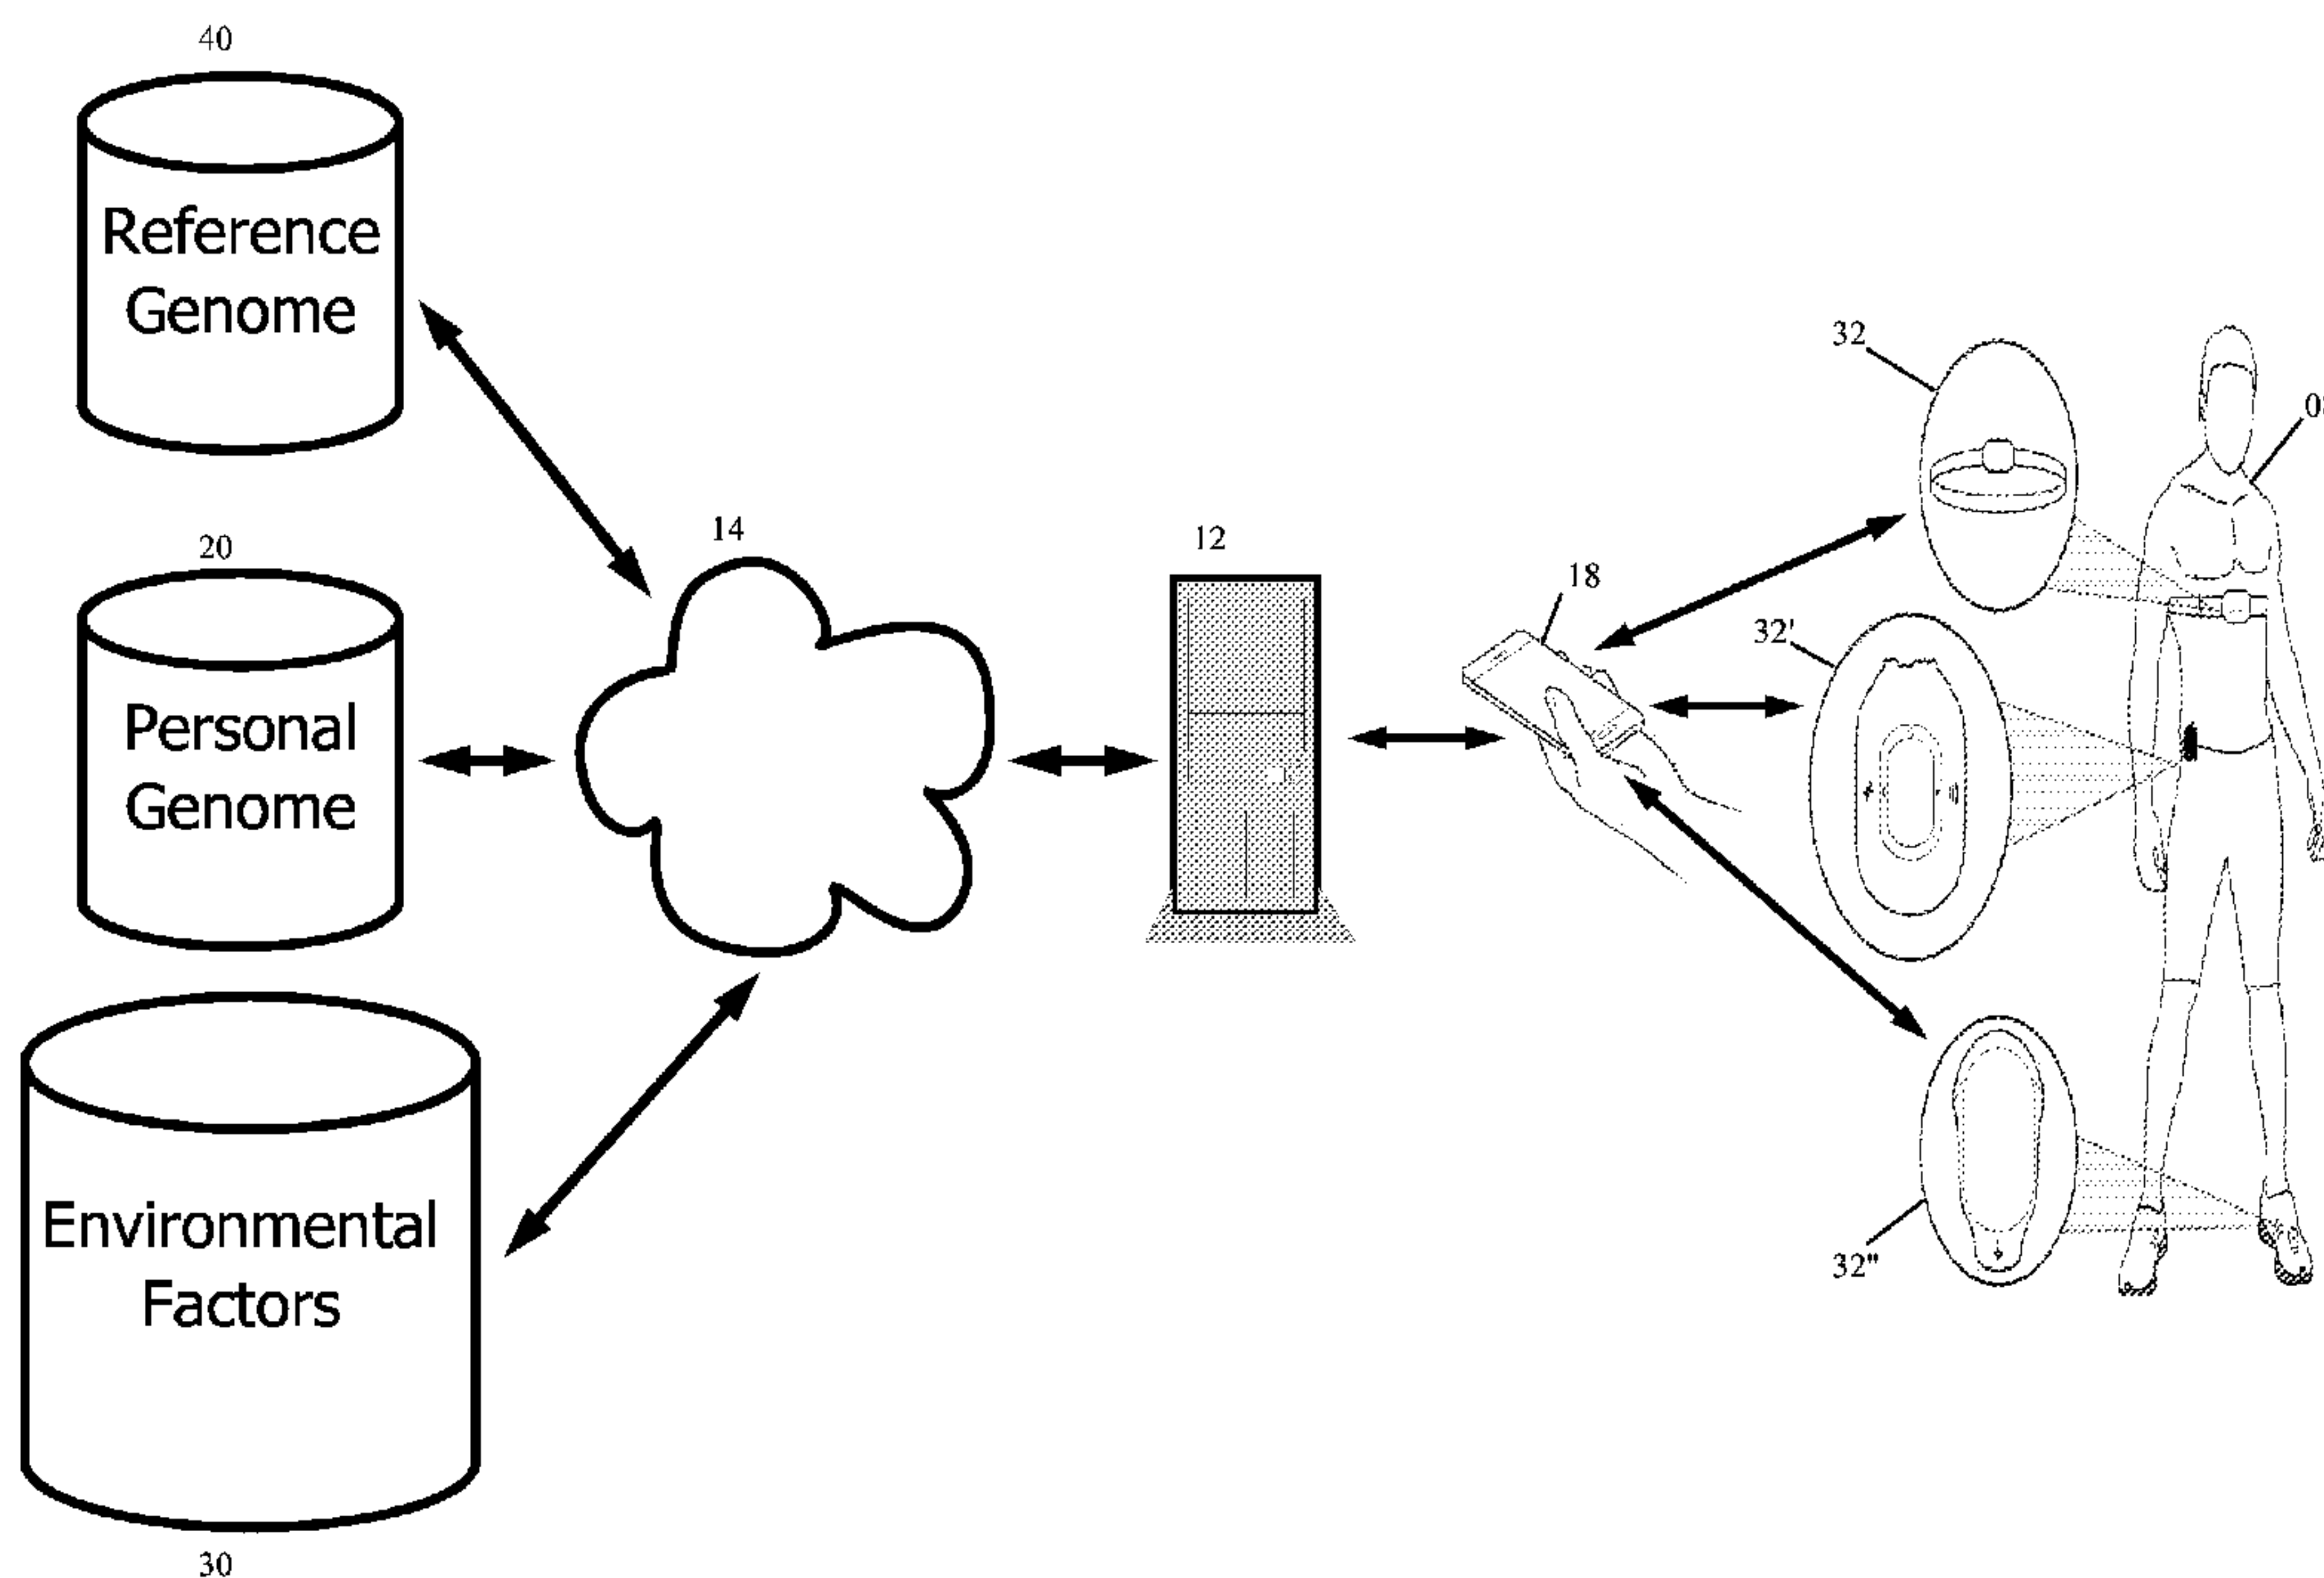 40
Reference
Genome
20
Personal
Genome
14
12
18
32
32'
32"
Environmental
Factors
30